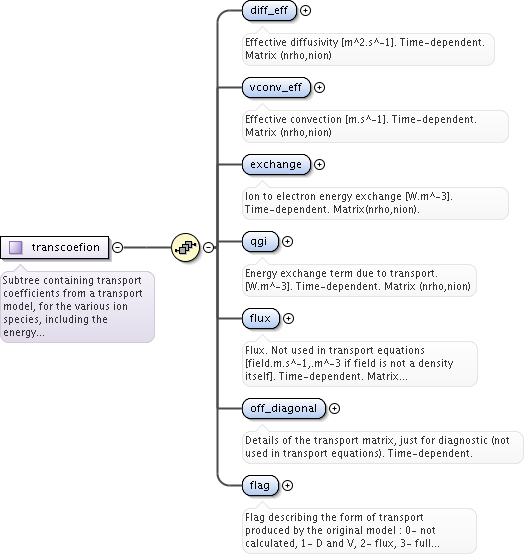 diff_eff
Effective diffusivity [m^2.s^-1]. Time-dependent.
Matrix (nrho,nion)
vconv_eff
Effective convection [m.s^-1]. Time-dependent.
Matrix (nrho,nion)
exchange
Ion to electron energy exchange [W.m^-3].
Time-dependent. Matrix(nrho,nion).
transcoefion
Subtree containing transport
coefficients from a transport
model, for the various ion
species, including the
energy...
qgi
Energy exchange term due to transport.
[W.m^-3]. Time-dependent. Matrix (nrho,nion)
flux
Flux. Not used in transport equations
[field.m.s^-1,.m^-3 if field is not a density
itself]. Time-dependent. Matrix...
off_diagonal
Details of the transport matrix, just for diagnostic (not
used in transport equations). Time-dependent.
flag
Flag describing the form of transport
produced by the original model : 0- not
calculated, 1- D and V, 2- flux, 3- full...